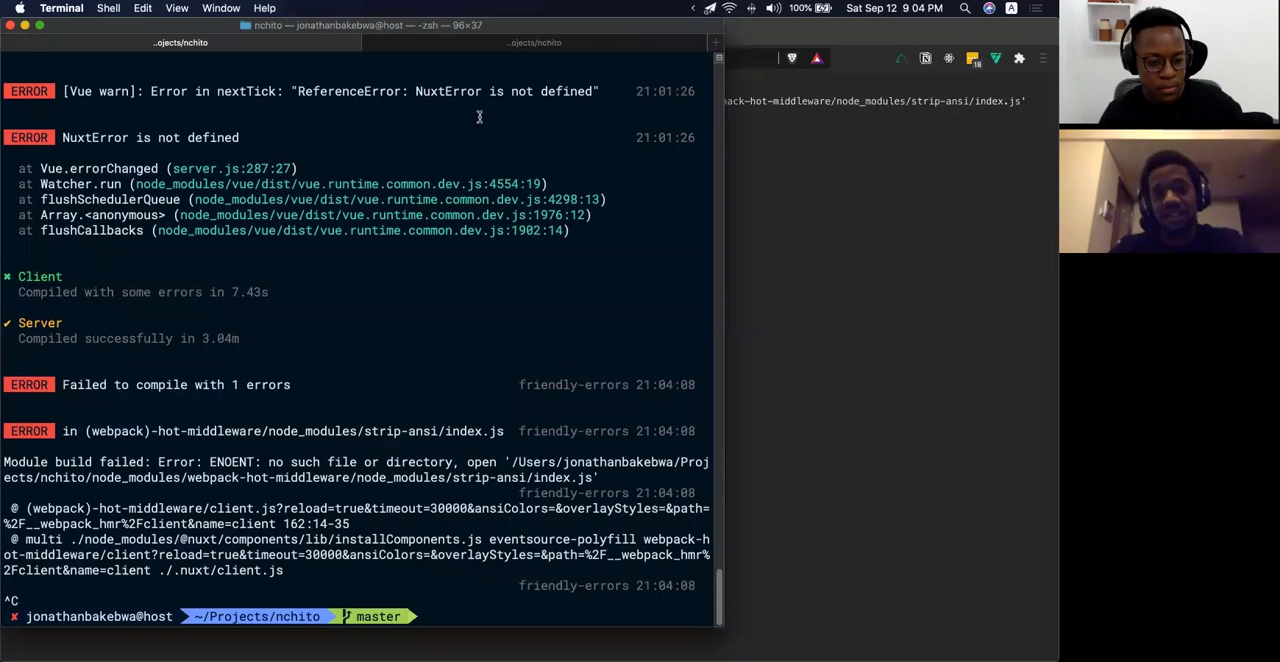 Terminal Shell Edit View Window Help 100% Sat Sep 12 9:04 PM A
nchito — jonathanbakebwa@host — -zsh — 96×37
..ojects/nchito ..ojects/nchito +
18
ERROR [Vue warn]: Error in nextTick: "ReferenceError: NuxtError is not defined" 21:01:26
ack-hot-middleware/node_modules/strip-ansi/index.js'
ERROR NuxtError is not defined 21:01:26
at Vue.errorChanged (server.js:287:27)
at Watcher.run (node_modules/vue/dist/vue.runtime.common.dev.js:4554:19)
at flushSchedulerQueue (node_modules/vue/dist/vue.runtime.common.dev.js:4298:13)
at Array.<anonymous> (node_modules/vue/dist/vue.runtime.common.dev.js:1976:12)
at flushCallbacks (node_modules/vue/dist/vue.runtime.common.dev.js:1902:14)
✖ Client
Compiled with some errors in 7.43s
✔ Server
Compiled successfully in 3.04m
ERROR Failed to compile with 1 errors friendly-errors 21:04:08
ERROR in (webpack)-hot-middleware/node_modules/strip-ansi/index.js friendly-errors 21:04:08
Module build failed: Error: ENOENT: no such file or directory, open '/Users/jonathanbakebwa/Proj
ects/nchito/node_modules/webpack-hot-middleware/node_modules/strip-ansi/index.js'
friendly-errors 21:04:08
@ (webpack)-hot-middleware/client.js?reload=true&timeout=30000&ansiColors=&overlayStyles=&path=
%2F__webpack_hmr%2Fclient&name=client 162:14-35
@ multi ./node_modules/@nuxt/components/lib/installComponents.js eventsource-polyfill webpack-h
ot-middleware/client?reload=true&timeout=30000&ansiColors=&overlayStyles=&path=%2F__webpack_hmr%
2Fclient&name=client ./.nuxt/client.js
friendly-errors 21:04:08
^C
✘ jonathanbakebwa@host ~/Projects/nchito master